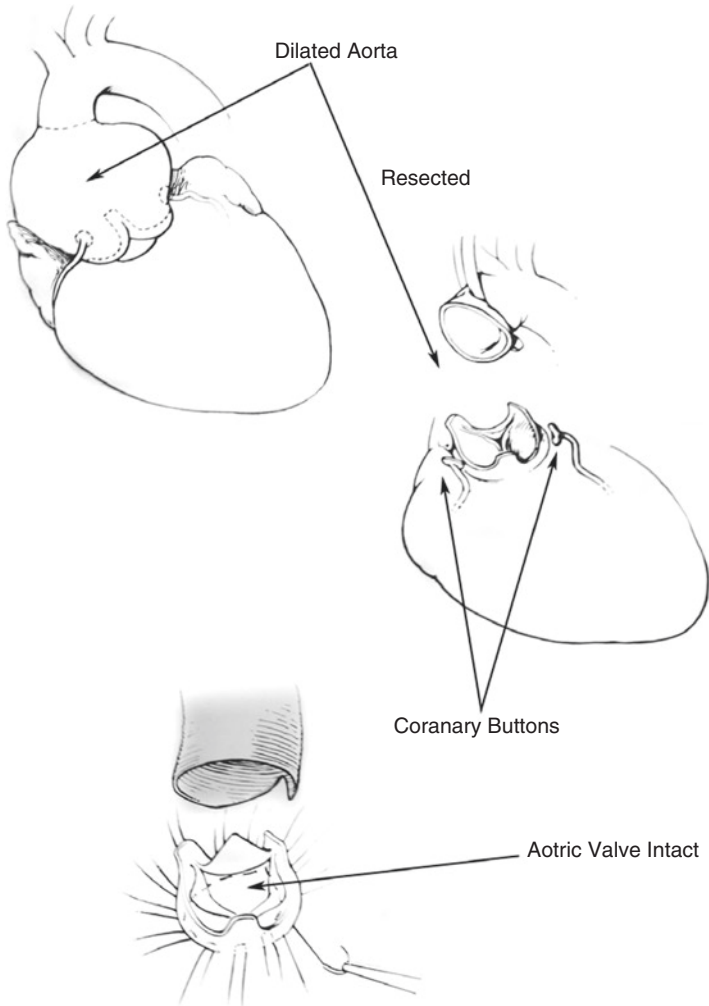 Dilated Aorta
Resected
Coranary Buttons
Aotric Valve Intact